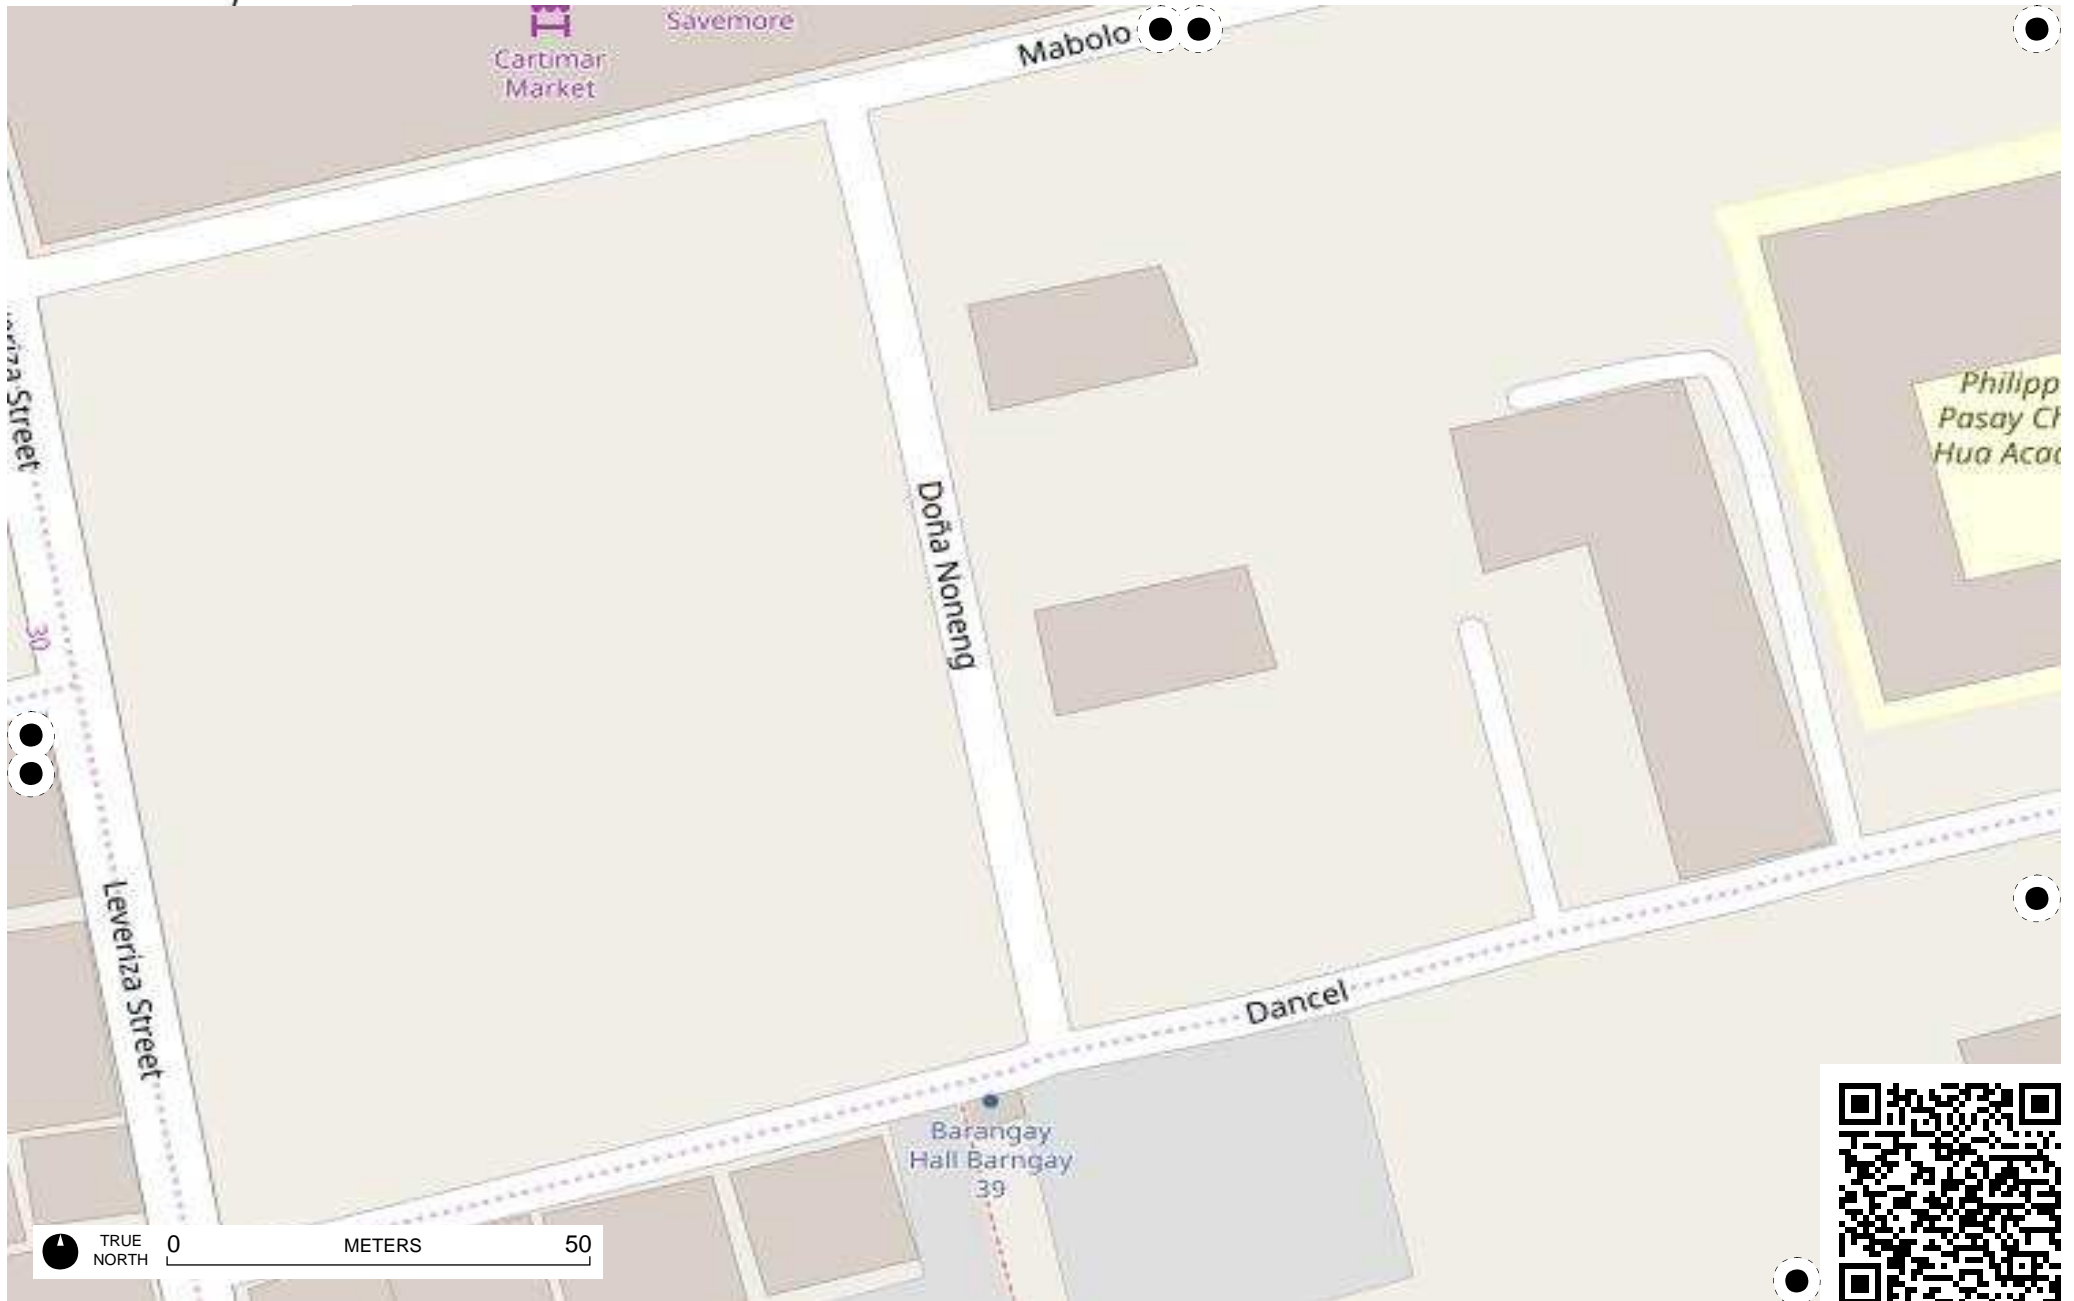 Savemore
Cartimar
Market
Mabolo
Street
Philipp
Pasay Ch
Hua Acad
Doña Noneng
30
Leveriza Street
Dancel
Barangay
Hall Barngay
39
TRUE
NORTH
0
METERS
50